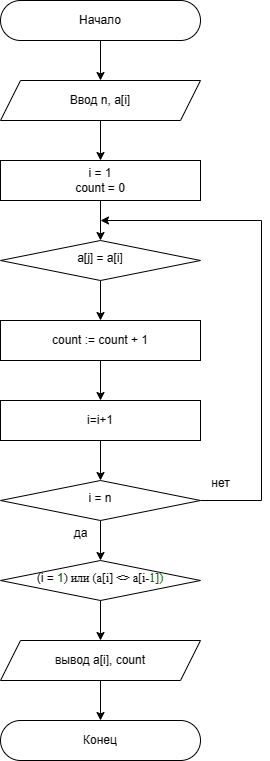 Начало
Ввод n, a[i]
i = 1
count = 0
a[j] = a[i]
count := count + 1
i=i+1
i = n
нет
да
(i = 1) или (a[i] <> a[i-1])
вывод a[i], count
Конец